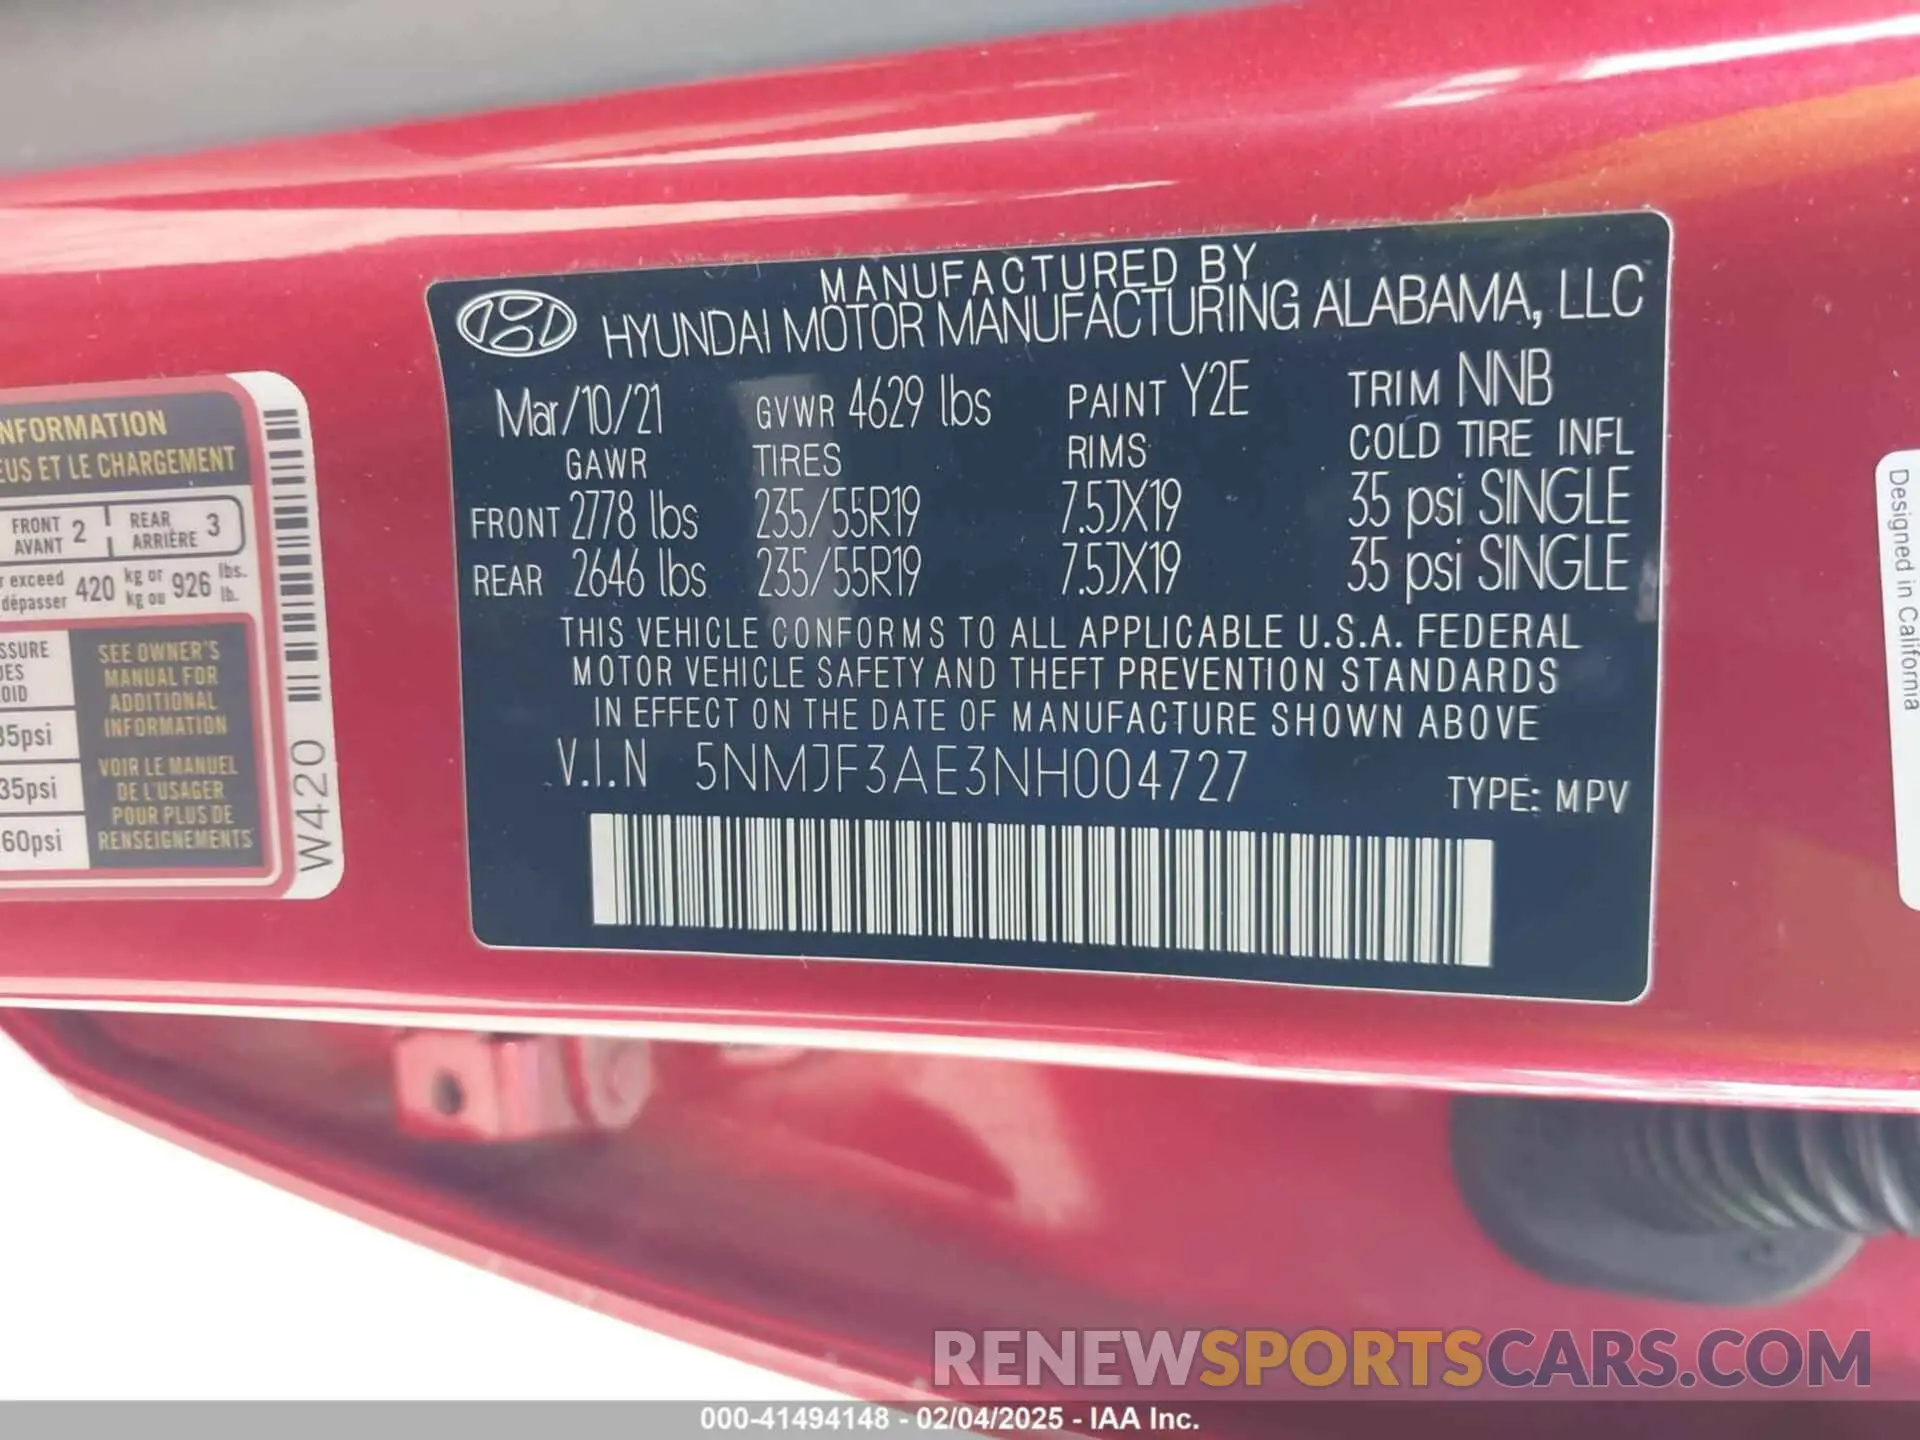 MANUFACTURED BY
HYUNDAI MOTOR MANUFACTURING ALABAMA, LLC
Mar/10/21 GVWR 4629 lbs PAINT Y2E TRIM NNB
GAWR TIRES RIMS COLD TIRE INFL
FRONT 2778 lbs 235/55R19 7.5JX19 35 psi SINGLE
REAR 2646 lbs 235/55R19 7.5JX19 35 psi SINGLE
THIS VEHICLE CONFORMS TO ALL APPLICABLE U.S.A. FEDERAL
MOTOR VEHICLE SAFETY AND THEFT PREVENTION STANDARDS
IN EFFECT ON THE DATE OF MANUFACTURE SHOWN ABOVE
V.I.N 5NMJF3AE3NH004727
TYPE: MPV
NFORMATION
EUS ET LE CHARGEMENT
FRONT 2 REAR 3
AVANT ARRIÈRE
r exceed 420 kg or 926 lbs.
dépasser kg ou lb.
SSURE
OID
35psi
35psi
60psi
SEE OWNER'S
MANUAL FOR
ADDITIONAL
INFORMATION
VOIR LE MANUEL
DE L'USAGER
POUR PLUS DE
RENSEIGNEMENTS
W420
Designed in California
RENEWSPORTSCARS.COM
000-41494148 - 02/04/2025 - IAA Inc.